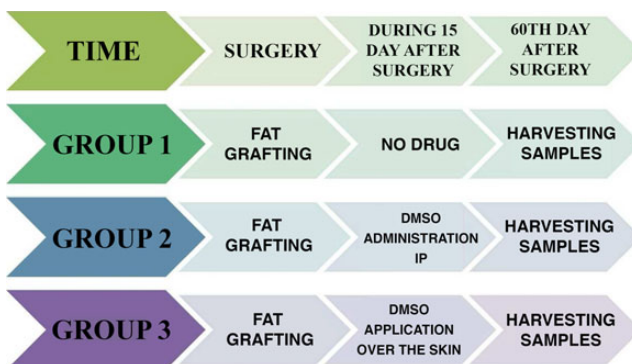 TIME
SURGERY
DURING 15
DAY AFTER
SURGERY
60TH DAY
AFTER
SURGERY
GROUP 1
FAT
GRAFTING
NO DRUG
HARVESTING
SAMPLES
GROUP 2
FAT
GRAFTING
DMSO
ADMINISTRATION
IP
HARVESTING
SAMPLES
GROUP 3
FAT
GRAFTING
DMSO
APPLICATION
OVER THE SKIN
HARVESTING
SAMPLES